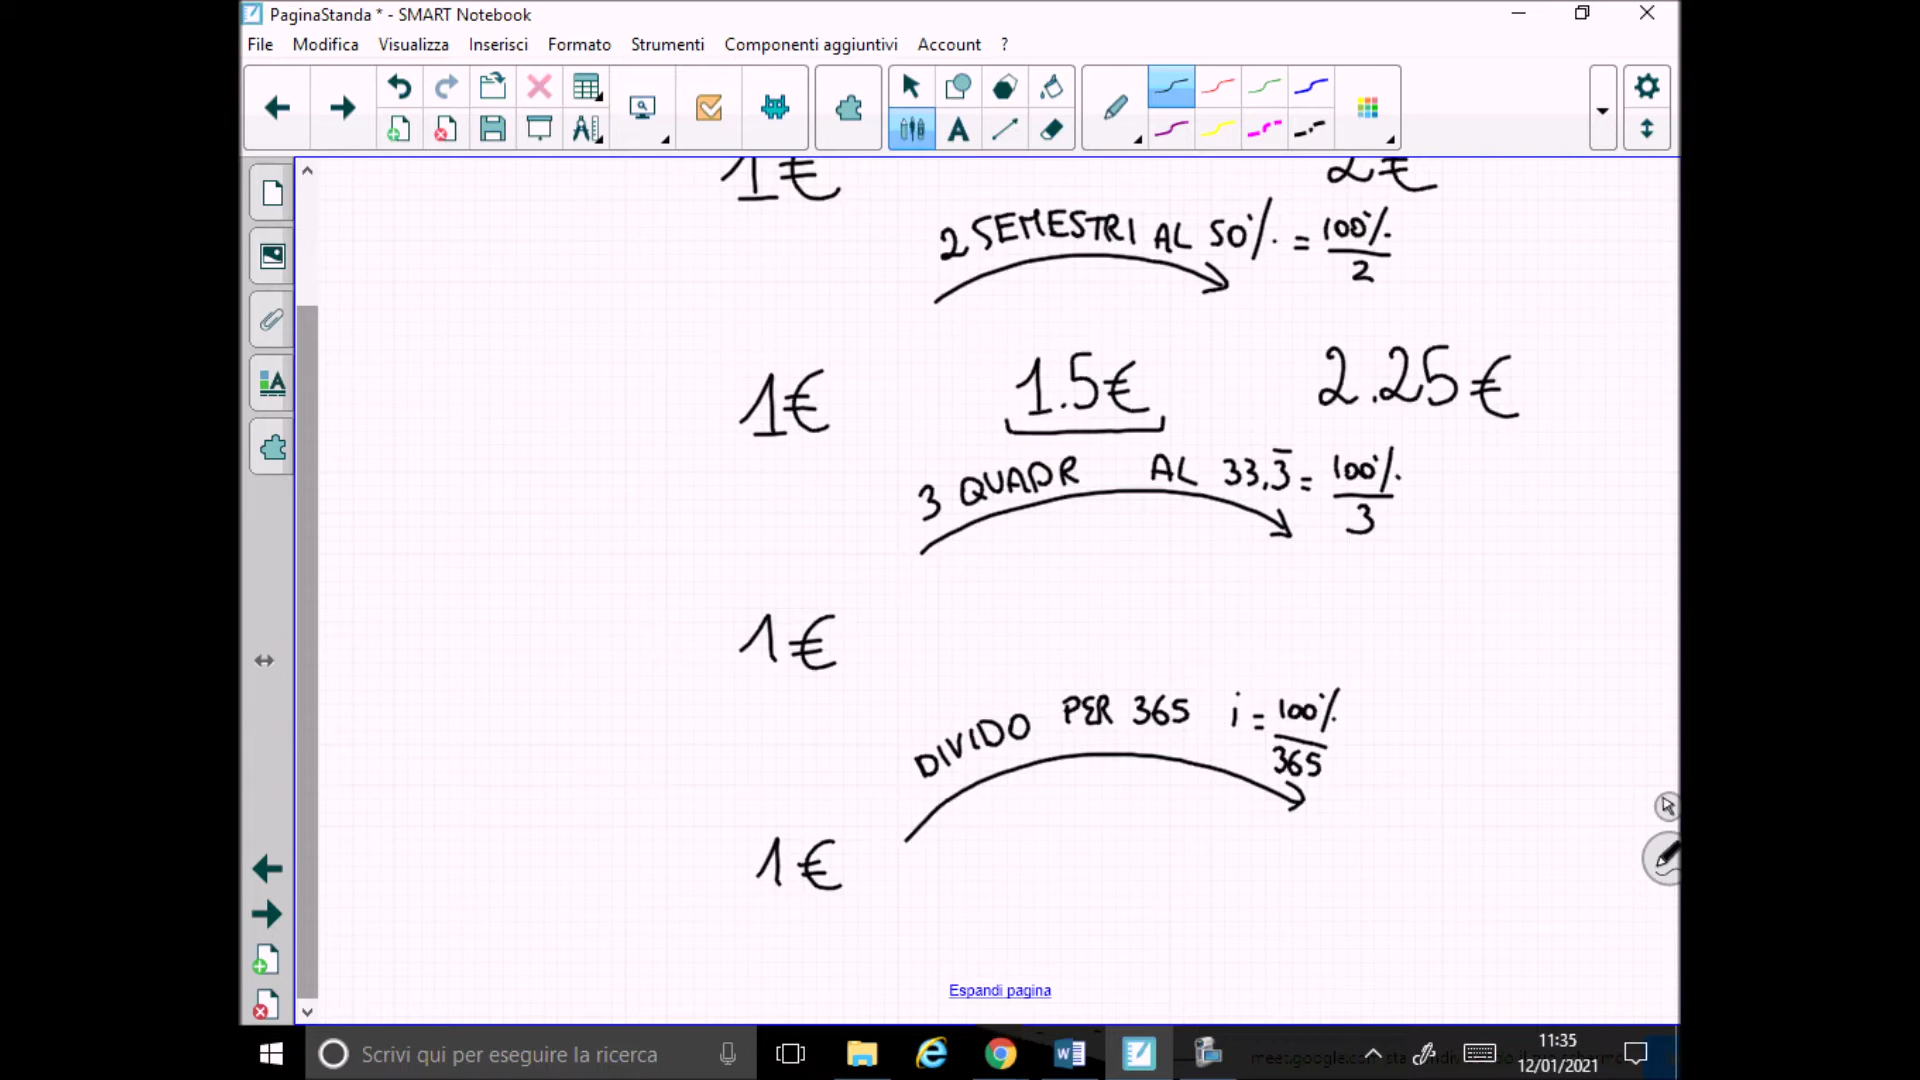 PaginaStanda * - SMART Notebook
File Modifica Visualizza Inserisci Formato Strumenti Componenti aggiuntivi Account ?
1€ 2€
2 SEMESTRI AL 50% = 100% / 2
1€ 1.5€ 2.25€
3 QUADR AL 33,3̅ = 100% / 3
1€
DIVIDO PER 365 i = 100% / 365
1€
Espandi pagina
Scrivi qui per eseguire la ricerca
11:35
12/01/2021